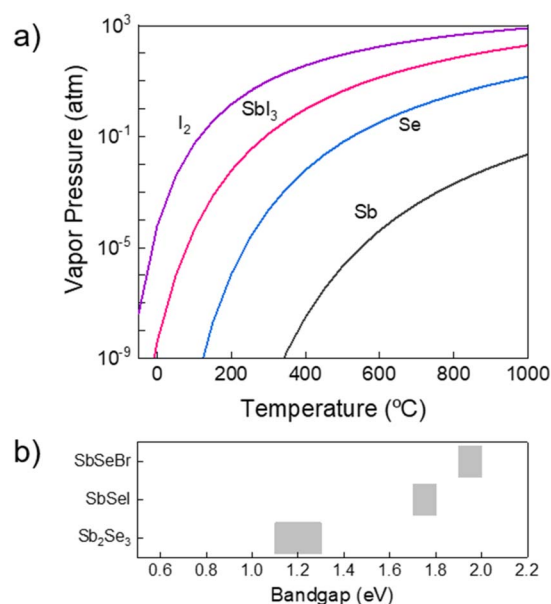 a)
10³
10⁻¹
10⁻⁵
10⁻⁹
Vapor Pressure (atm)
I₂
SbI₃
Se
Sb
0 200 400 600 800 1000
Temperature (ºC)
b)
SbSeBr
SbSeI
Sb₂Se₃
0.6 0.8 1.0 1.2 1.4 1.6 1.8 2.0 2.2
Bandgap (eV)